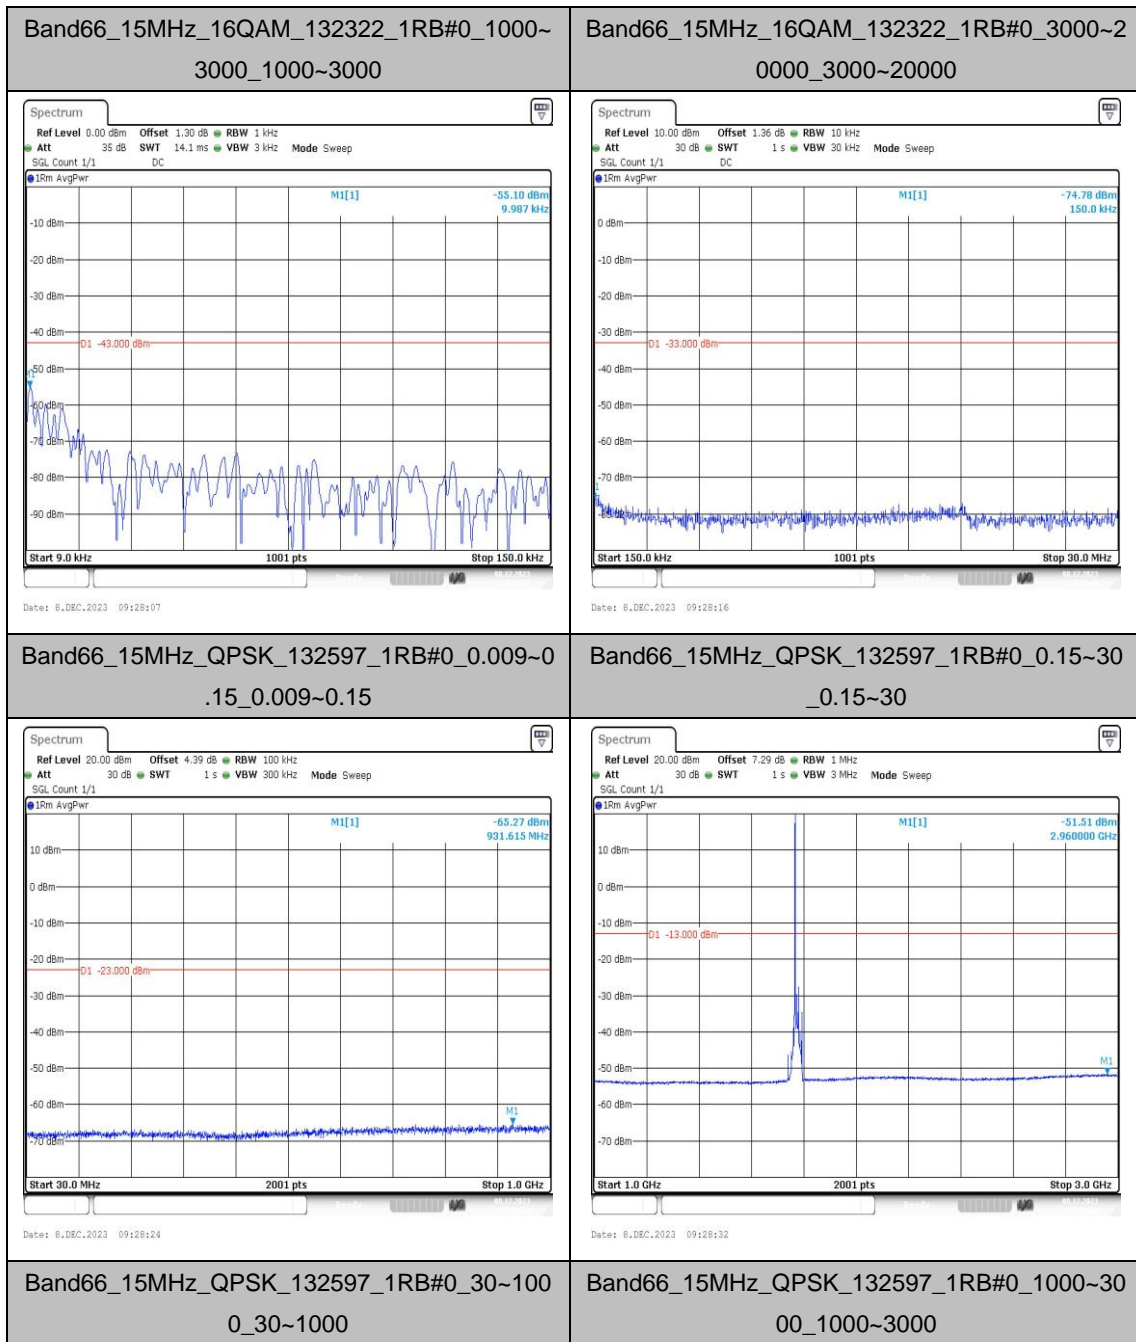 Band66_15MHz_16QAM_132322_1RB#0_1000~
3000_1000~3000
Band66_15MHz_16QAM_132322_1RB#0_3000~2
0000_3000~20000
Spectrum
Ref Level 0.00 dBm Offset 1.30 dB RBW 1 kHz
Att 35 dB SWT 14.1 ms VBW 3 kHz Mode Sweep
SGL Count 1/1 DC
1Rm AvgPwr
M1[1] -55.10 dBm
9.987 kHz
-10 dBm
-20 dBm
-30 dBm
-40 dBm
D1 -43.000 dBm
-50 dBm
-60 dBm
-70 dBm
-80 dBm
-90 dBm
Start 9.0 kHz 1001 pts Stop 150.0 kHz
Date: 8.DEC.2023 09:28:07
Spectrum
Ref Level 10.00 dBm Offset 1.36 dB RBW 10 kHz
Att 30 dB SWT 1 s VBW 30 kHz Mode Sweep
SGL Count 1/1 DC
1Rm AvgPwr
M1[1] -74.78 dBm
150.0 kHz
0 dBm
-10 dBm
-20 dBm
-30 dBm
D1 -33.000 dBm
-40 dBm
-50 dBm
-60 dBm
-70 dBm
Start 150.0 kHz 1001 pts Stop 30.0 MHz
Date: 8.DEC.2023 09:28:16
Band66_15MHz_QPSK_132597_1RB#0_0.009~0
.15_0.009~0.15
Band66_15MHz_QPSK_132597_1RB#0_0.15~30
_0.15~30
Spectrum
Ref Level 20.00 dBm Offset 4.39 dB RBW 100 kHz
Att 30 dB SWT 1 s VBW 300 kHz Mode Sweep
SGL Count 1/1
1Rm AvgPwr
M1[1] -65.27 dBm
931.615 MHz
10 dBm
0 dBm
-10 dBm
-20 dBm
D1 -23.000 dBm
-30 dBm
-40 dBm
-50 dBm
-60 dBm
M1
-70 dBm
Start 30.0 MHz 2001 pts Stop 1.0 GHz
Date: 8.DEC.2023 09:28:24
Spectrum
Ref Level 20.00 dBm Offset 7.29 dB RBW 1 MHz
Att 30 dB SWT 1 s VBW 3 MHz Mode Sweep
SGL Count 1/1
1Rm AvgPwr
M1[1] -51.51 dBm
2.960000 GHz
10 dBm
0 dBm
-10 dBm
D1 -13.000 dBm
-20 dBm
-30 dBm
-40 dBm
-50 dBm
M1
-60 dBm
-70 dBm
Start 1.0 GHz 2001 pts Stop 3.0 GHz
Date: 8.DEC.2023 09:28:32
Band66_15MHz_QPSK_132597_1RB#0_30~100
0_30~1000
Band66_15MHz_QPSK_132597_1RB#0_1000~30
00_1000~3000